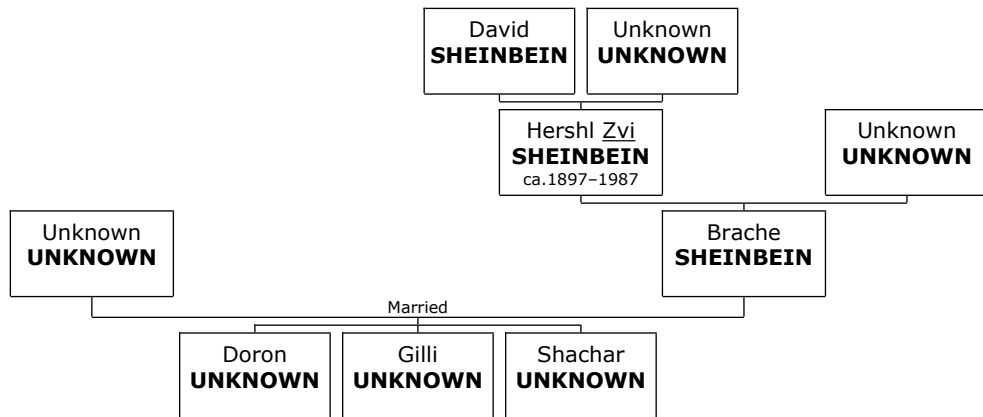 David
SHEINBEIN
Unknown
UNKNOWN
Hershl Zvi
SHEINBEIN
ca.1897–1987
Unknown
UNKNOWN
Unknown
UNKNOWN
Brache
SHEINBEIN
Married
Doron
UNKNOWN
Gilli
UNKNOWN
Shachar
UNKNOWN